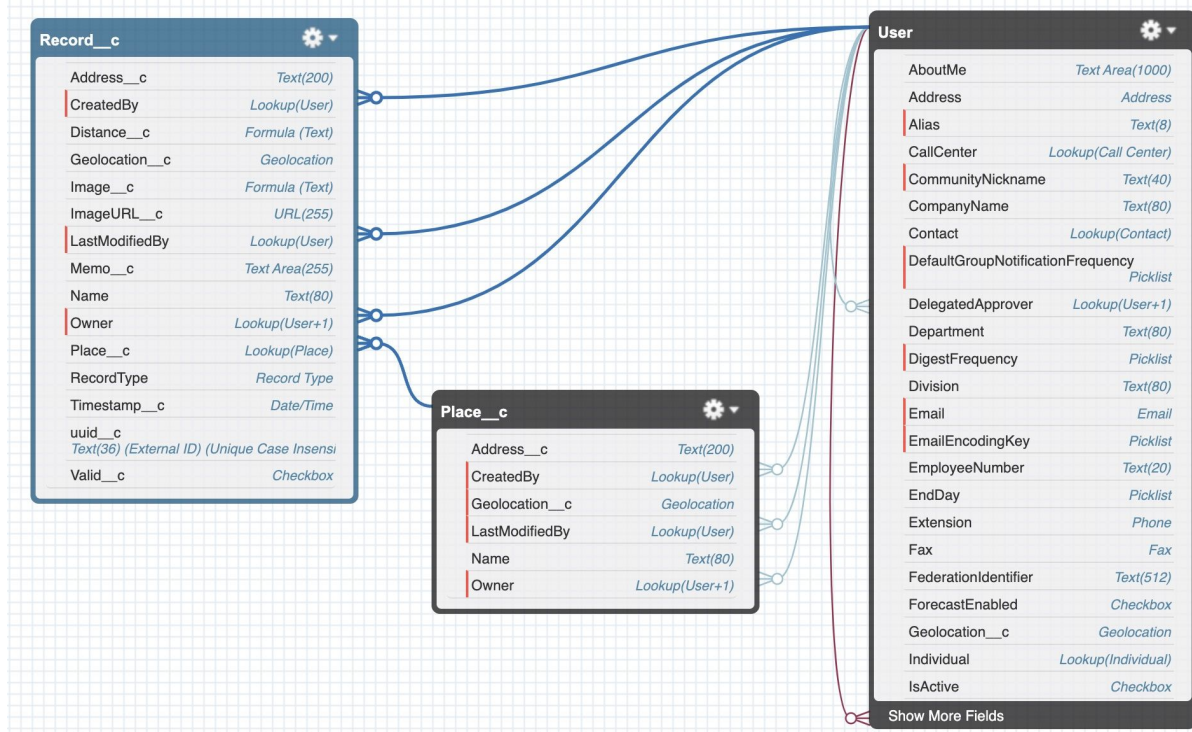 Record__c
Address__c Text(200)
CreatedBy Lookup(User)
Distance__c Formula (Text)
Geolocation__c Geolocation
Image__c Formula (Text)
ImageURL__c URL(255)
LastModifiedBy Lookup(User)
Memo__c Text Area(255)
Name Text(80)
Owner Lookup(User+1)
Place__c Lookup(Place)
RecordType Record Type
Timestamp__c Date/Time
uuid__c
Text(36) (External ID) (Unique Case Insensi
Valid__c Checkbox
Place__c
Address__c Text(200)
CreatedBy Lookup(User)
Geolocation__c Geolocation
LastModifiedBy Lookup(User)
Name Text(80)
Owner Lookup(User+1)
User
AboutMe Text Area(1000)
Address Address
Alias Text(8)
CallCenter Lookup(Call Center)
CommunityNickname Text(40)
CompanyName Text(80)
Contact Lookup(Contact)
DefaultGroupNotificationFrequency
Picklist
DelegatedApprover Lookup(User+1)
Department Text(80)
DigestFrequency Picklist
Division Text(80)
Email Email
EmailEncodingKey Picklist
EmployeeNumber Text(20)
EndDay Picklist
Extension Phone
Fax Fax
FederationIdentifier Text(512)
ForecastEnabled Checkbox
Geolocation__c Geolocation
Individual Lookup(Individual)
IsActive Checkbox
Show More Fields